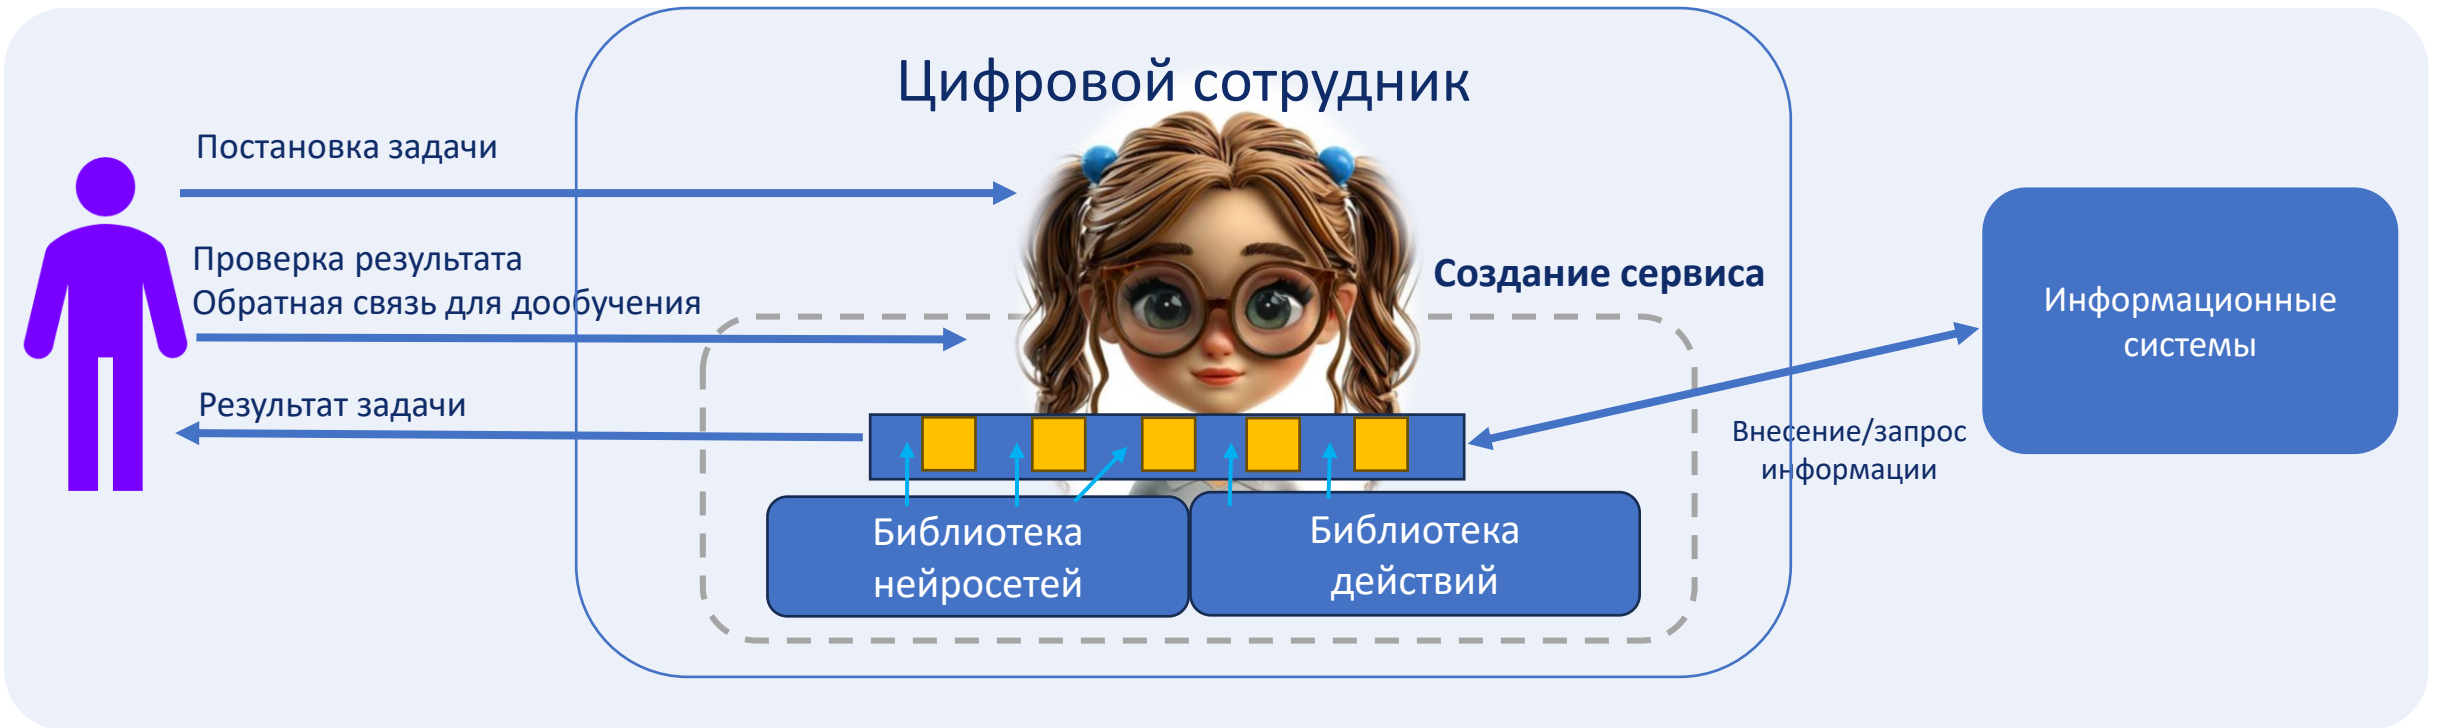 Цифровой сотрудник
Постановка задачи
Проверка результата
Обратная связь для дообучения
Результат задачи
Создание сервиса
Информационные
системы
Внесение/запрос
информации
Библиотека
нейросетей
Библиотека
действий